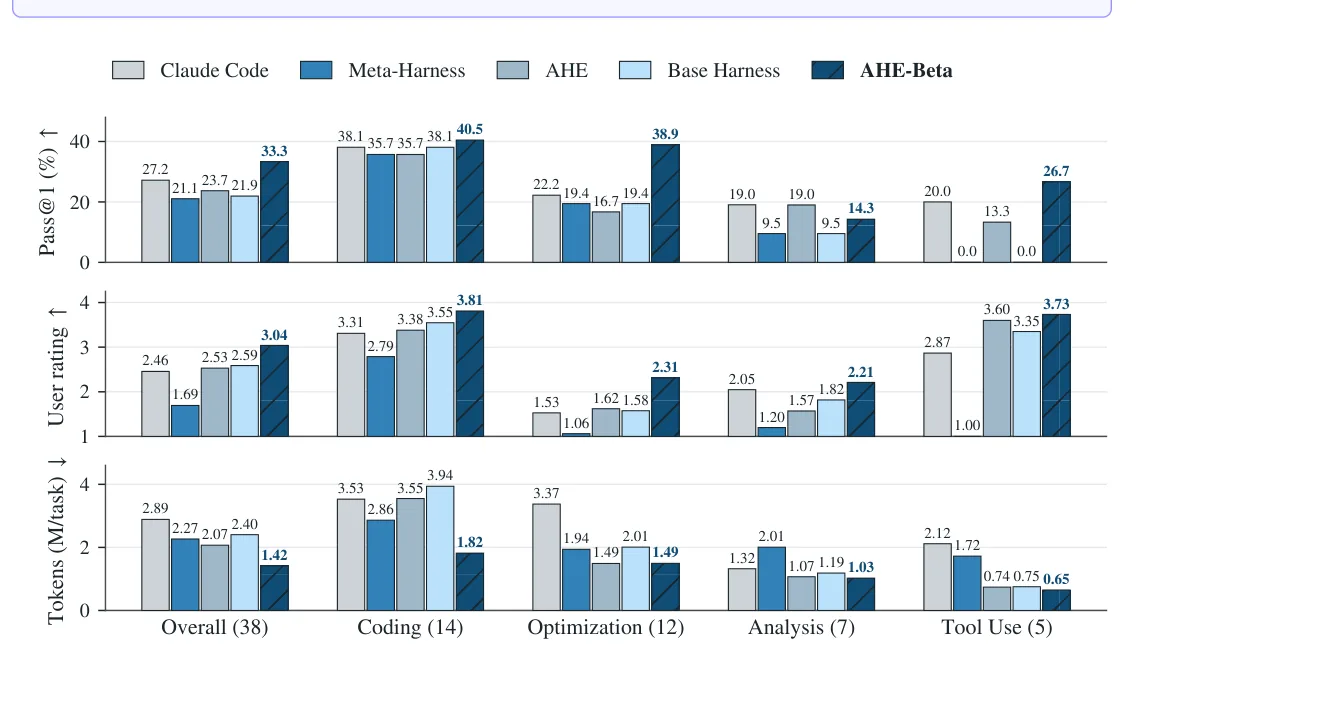 Claude Code Meta-Harness AHE Base Harness AHE-Beta
Pass@1 (%) ↑
40
20
0
27.2 21.1 23.7 21.9 33.3
38.1 35.7 35.7 38.1 40.5
22.2 19.4 16.7 19.4 38.9
19.0 9.5 19.0 9.5 14.3
20.0 0.0 13.3 0.0 26.7
User rating ↑
4
3
2
1
2.46 1.69 2.53 2.59 3.04
3.31 2.79 3.38 3.55 3.81
1.53 1.06 1.62 1.58 2.31
2.05 1.20 1.57 1.82 2.21
2.87 1.00 3.60 3.35 3.73
Tokens (M/task) ↓
4
2
0
2.89 2.27 2.07 2.40 1.42
3.53 2.86 3.55 3.94 1.82
3.37 1.94 1.49 2.01 1.49
1.32 2.01 1.07 1.19 1.03
2.12 1.72 0.74 0.75 0.65
Overall (38) Coding (14) Optimization (12) Analysis (7) Tool Use (5)